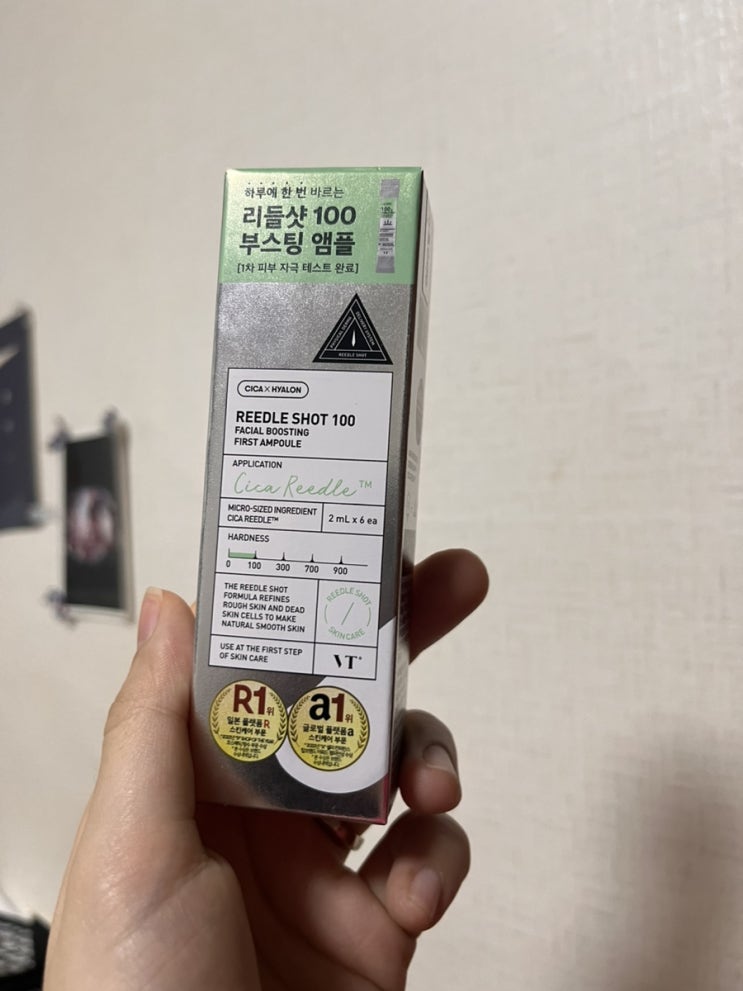 하루에 한 번 바르는
리들샷 100
부스팅 앰플
[1차 피부 자극 테스트 완료]
REEDLE SHOT
CICA × HYALON
REEDLE SHOT 100
FACIAL BOOSTING
FIRST AMPOULE
APPLICATION
Cica Reedle™
MICRO-SIZED INGREDIENT
CICA REEDLE™
2 mL x 6 ea
HARDNESS
0 100 300 700 900
THE REEDLE SHOT
FORMULA REFINES
ROUGH SKIN AND DEAD
SKIN CELLS TO MAKE
NATURAL SMOOTH SKIN
REEDLE SHOT
SKINCARE
USE AT THE FIRST STEP
OF SKIN CARE
VT
R1위
일본 플랫폼 R
스킨케어 부문
a1위
글로벌 플랫폼 a
스킨케어 부문